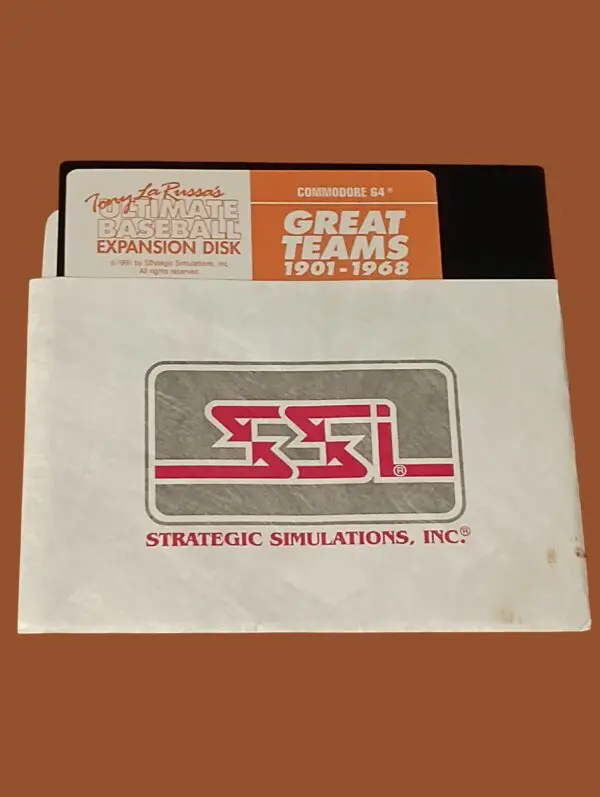 Tony La Russa's
ULTIMATE
BASEBALL
EXPANSION DISK
©1991 by Strategic Simulations, Inc.
All rights reserved.
COMMODORE 64®
GREAT
TEAMS
1901-1968
SSI®
STRATEGIC SIMULATIONS, INC.®